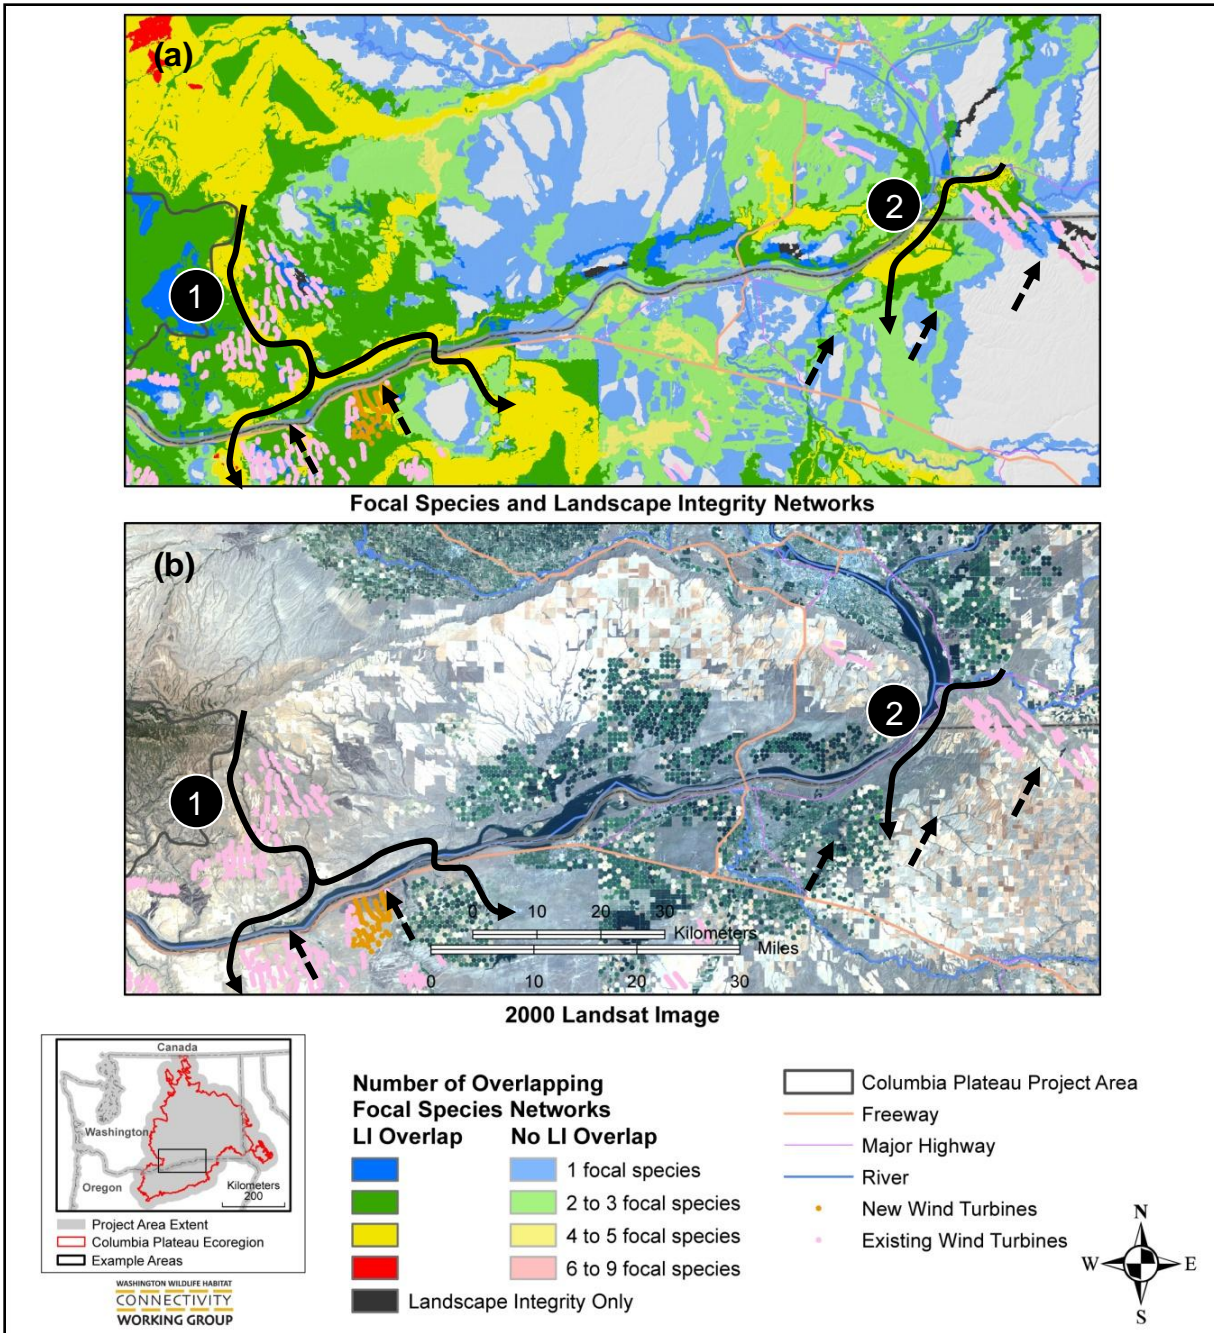 (a)
2
1
Focal Species and Landscape Integrity Networks
(b)
2
1
0 10 20 30
Kilometers
Miles
0 10 20 30
2000 Landsat Image
Canada
Washington
Oregon
Kilometers
200
Project Area Extent
Columbia Plateau Ecoregion
Example Areas
WASHINGTON WILDLIFE HABITAT
CONNECTIVITY
WORKING GROUP
Number of Overlapping
Focal Species Networks
LI Overlap No LI Overlap
1 focal species
2 to 3 focal species
4 to 5 focal species
6 to 9 focal species
Landscape Integrity Only
Columbia Plateau Project Area
Freeway
Major Highway
River
New Wind Turbines
Existing Wind Turbines
N
W E
S